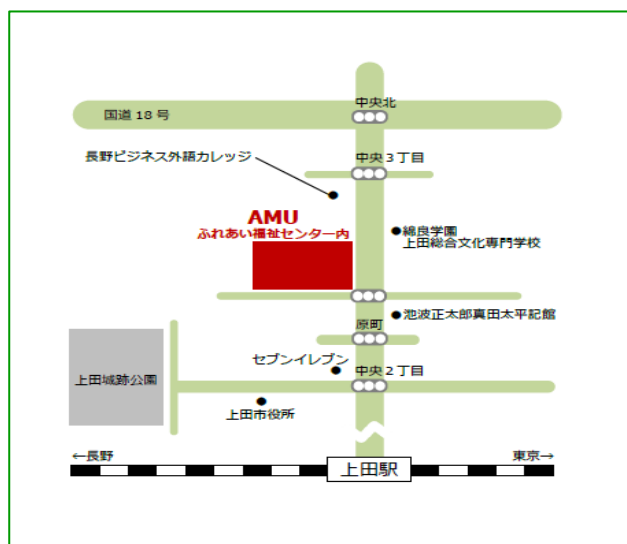 中央北
国道18号
長野ビジネス外語カレッジ
中央3丁目
AMU
ふれあい福祉センター内
綿良学園
上田総合文化専門学校
池波正太郎真田太平記館
原町
セブンイレブン
中央2丁目
上田城跡公園
上田市役所
←長野
上田駅
東京→